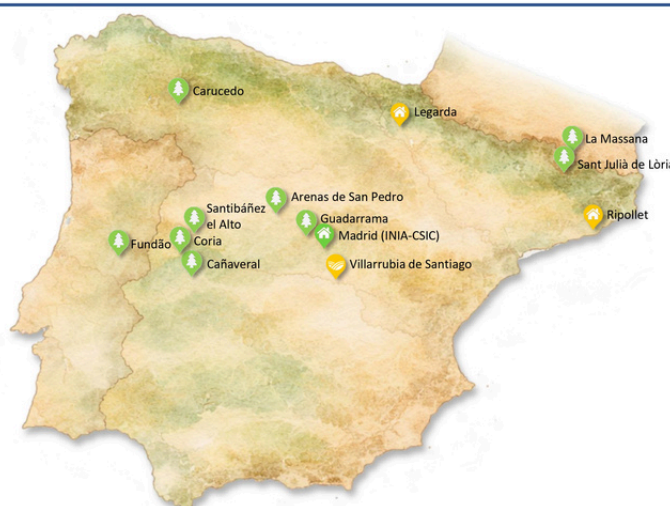 Carucedo
Legarda
La Massana
Sant Julià de Lòria
Arenas de San Pedro
Santibáñez
el Alto
Guadarrama
Ripollet
Fundão
Coria
Madrid (INIA-CSIC)
Cañaveral
Villarrubia de Santiago